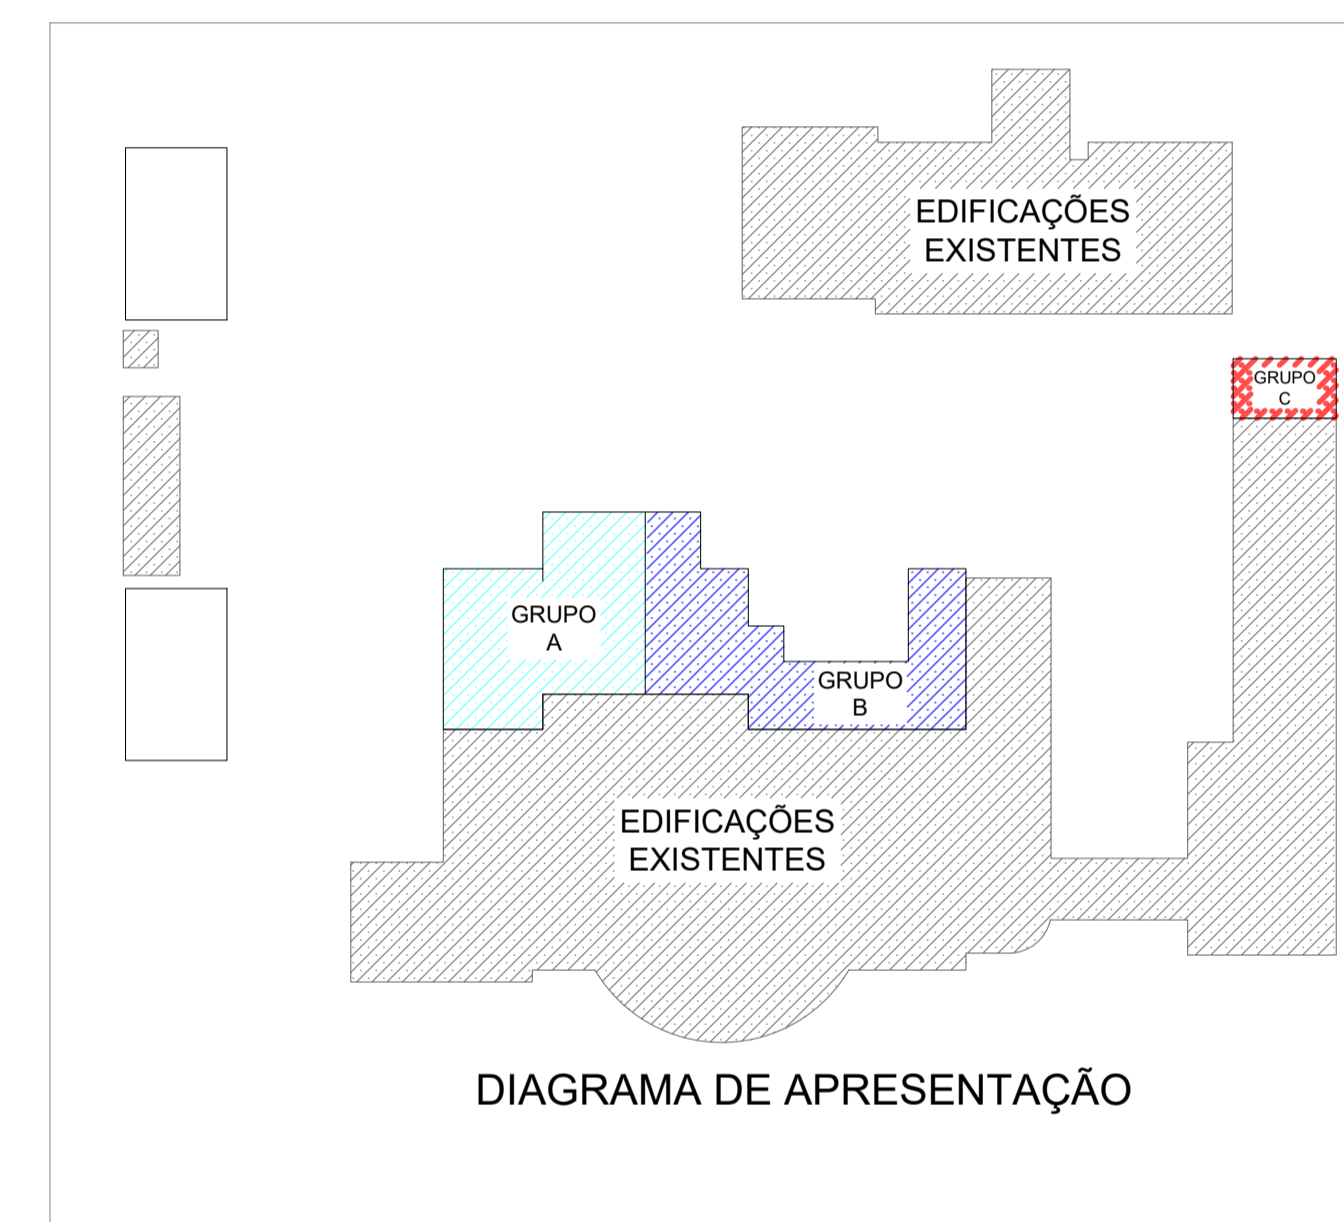 EDIFICAÇÕES
EXISTENTES
GRUPO
C
GRUPO
A
GRUPO
B
EDIFICAÇÕES
EXISTENTES
DIAGRAMA DE APRESENTAÇÃO